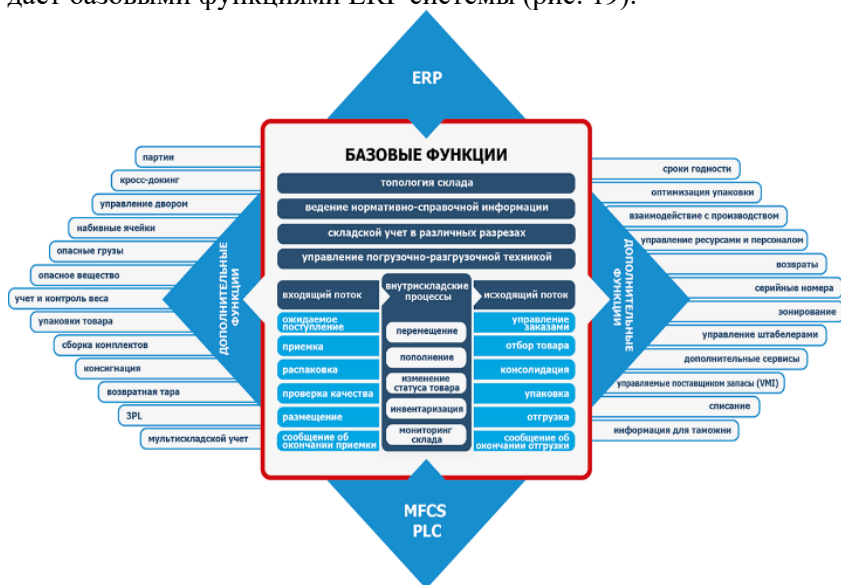 дает базовыми функциями ERP системы (рис. 19).
ERP
БАЗОВЫЕ ФУНКЦИИ
топология склада
ведение нормативно-справочной информации
складской учет в различных разрезах
управление погрузочно-разгрузочной техникой
входящий поток
внутрискладские
процессы
исходящий поток
ожидаемое
поступление
приемка
распаковка
проверка качества
размещение
сообщение об
окончании приемки
перемещение
пополнение
изменение
статуса товара
инвентаризация
мониторинг
склада
управление
заказами
отбор товара
консолидация
упаковка
отгрузка
сообщение об
окончании отгрузки
ДОПОЛНИТЕЛЬНЫЕ
ФУНКЦИИ
партии
кросс-докинг
управление двором
набивные ячейки
опасные грузы
опасное вещество
учет и контроль веса
упаковки товара
сборка комплектов
консигнация
возвратная тара
3PL
мультискладской учет
ДОПОЛНИТЕЛЬНЫЕ
ФУНКЦИИ
сроки годности
оптимизация упаковки
взаимодействие с производством
управление ресурсами и персоналом
возвраты
серийные номера
зонирование
управление штабелерами
дополнительные сервисы
управляемые поставщиком запасы (VMI)
списание
информация для таможни
MFCS
PLC